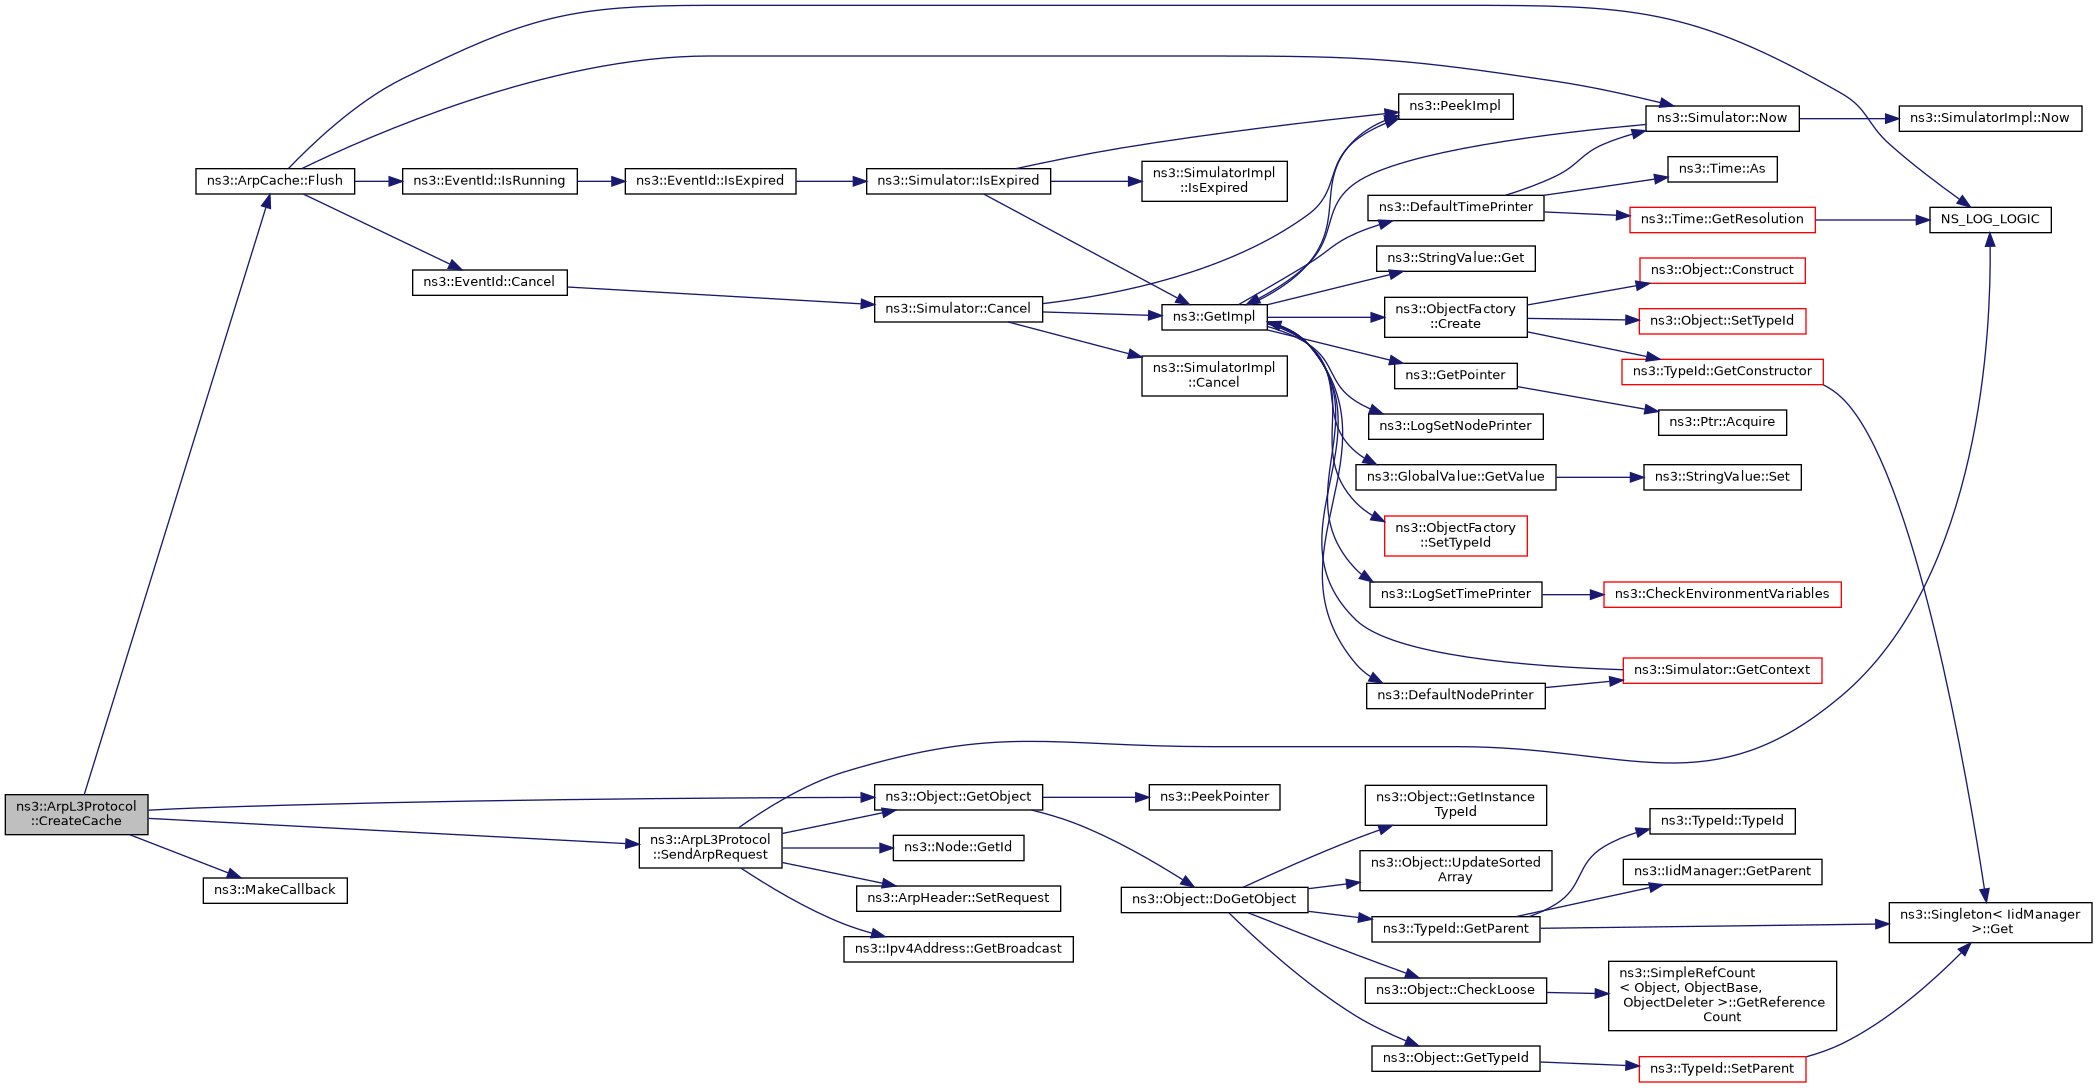 ns3::PeekImpl
ns3::Simulator::Now
ns3::SimulatorImpl::Now
ns3::ArpCache::Flush
ns3::EventId::IsRunning
ns3::EventId::IsExpired
ns3::Simulator::IsExpired
ns3::SimulatorImpl
::IsExpired
ns3::Time::As
ns3::DefaultTimePrinter
ns3::Time::GetResolution
NS_LOG_LOGIC
ns3::StringValue::Get
ns3::Object::Construct
ns3::EventId::Cancel
ns3::Simulator::Cancel
ns3::GetImpl
ns3::ObjectFactory
::Create
ns3::Object::SetTypeId
ns3::SimulatorImpl
::Cancel
ns3::GetPointer
ns3::TypeId::GetConstructor
ns3::LogSetNodePrinter
ns3::Ptr::Acquire
ns3::GlobalValue::GetValue
ns3::StringValue::Set
ns3::ObjectFactory
::SetTypeId
ns3::LogSetTimePrinter
ns3::CheckEnvironmentVariables
ns3::Simulator::GetContext
ns3::DefaultNodePrinter
ns3::ArpL3Protocol
::CreateCache
ns3::Object::GetObject
ns3::PeekPointer
ns3::Object::GetInstance
TypeId
ns3::TypeId::TypeId
ns3::ArpL3Protocol
::SendArpRequest
ns3::Node::GetId
ns3::Object::UpdateSorted
Array
ns3::IidManager::GetParent
ns3::MakeCallback
ns3::ArpHeader::SetRequest
ns3::Object::DoGetObject
ns3::TypeId::GetParent
ns3::Singleton< IidManager
>::Get
ns3::Ipv4Address::GetBroadcast
ns3::Object::CheckLoose
ns3::SimpleRefCount
< Object, ObjectBase,
ObjectDeleter >::GetReference
Count
ns3::Object::GetTypeId
ns3::TypeId::SetParent